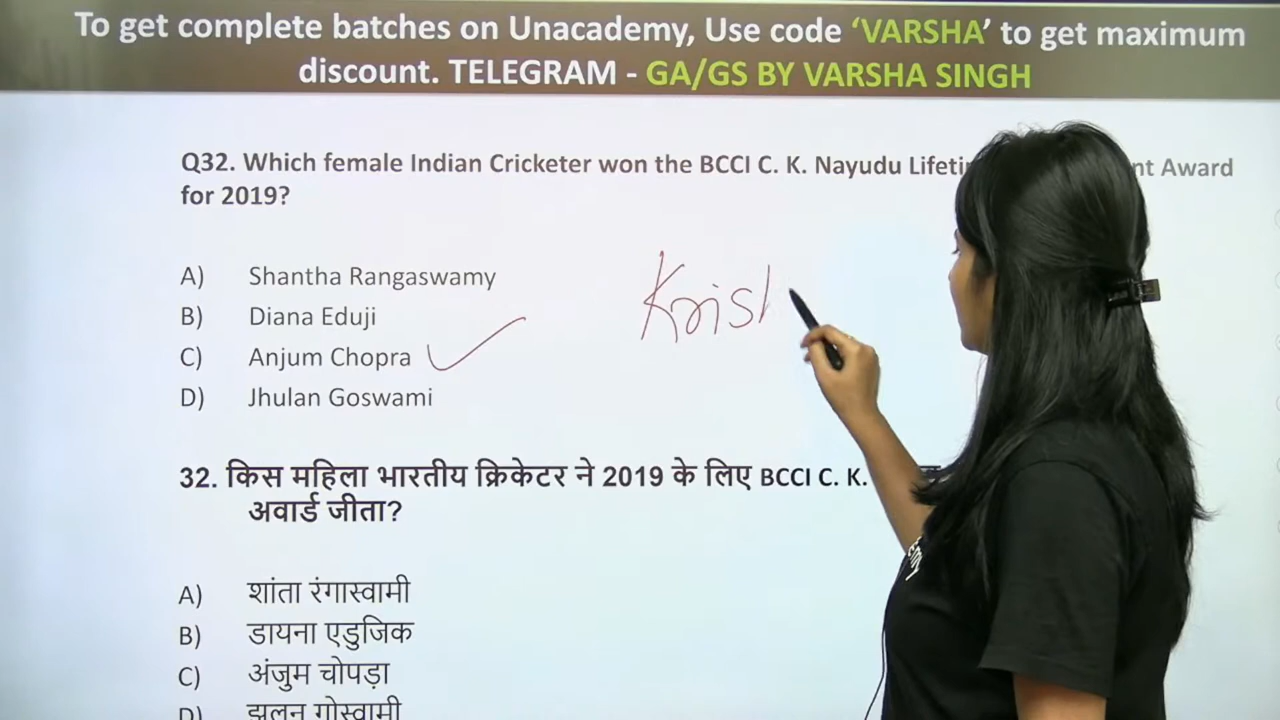 To get complete batches on Unacademy, Use code ‘VARSHA’ to get maximum
discount. TELEGRAM - GA/GS BY VARSHA SINGH
Q32. Which female Indian Cricketer won the BCCI C. K. Nayudu Award
for 2019?
A) Shantha Rangaswamy
B) Diana Eduji
C) Anjum Chopra
D) Jhulan Goswami
Krish
32. किस महिला भारतीय क्रिकेटर ने 2019 के लिए BCCI C. K.
अवार्ड जीता?
A) शांता रंगास्वामी
B) डायना एडुजिक
C) अंजुम चोपड़ा
D) झूलन गोस्वामी